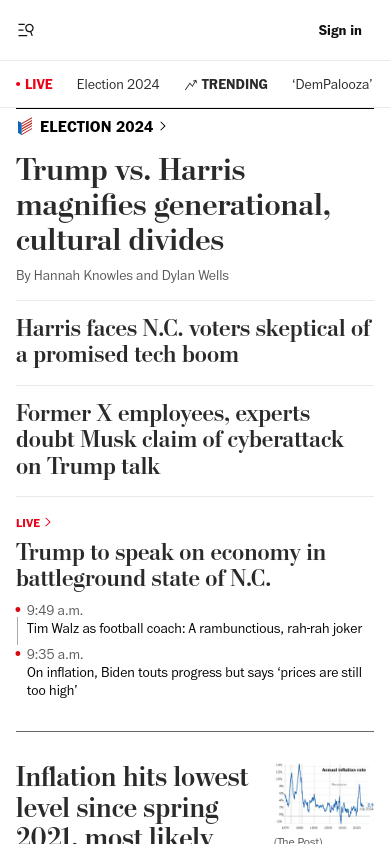 Sign in
LIVE Election 2024 TRENDING ‘DemPalooza’
ELECTION 2024
Trump vs. Harris
magnifies generational,
cultural divides
By Hannah Knowles and Dylan Wells
Harris faces N.C. voters skeptical of
a promised tech boom
Former X employees, experts
doubt Musk claim of cyberattack
on Trump talk
LIVE
Trump to speak on economy in
battleground state of N.C.
9:49 a.m.
Tim Walz as football coach: A rambunctious, rah-rah joker
9:35 a.m.
On inflation, Biden touts progress but says ‘prices are still
too high’
Inflation hits lowest
level since spring
2021, most likely
Annual inflation rate
(The Post)